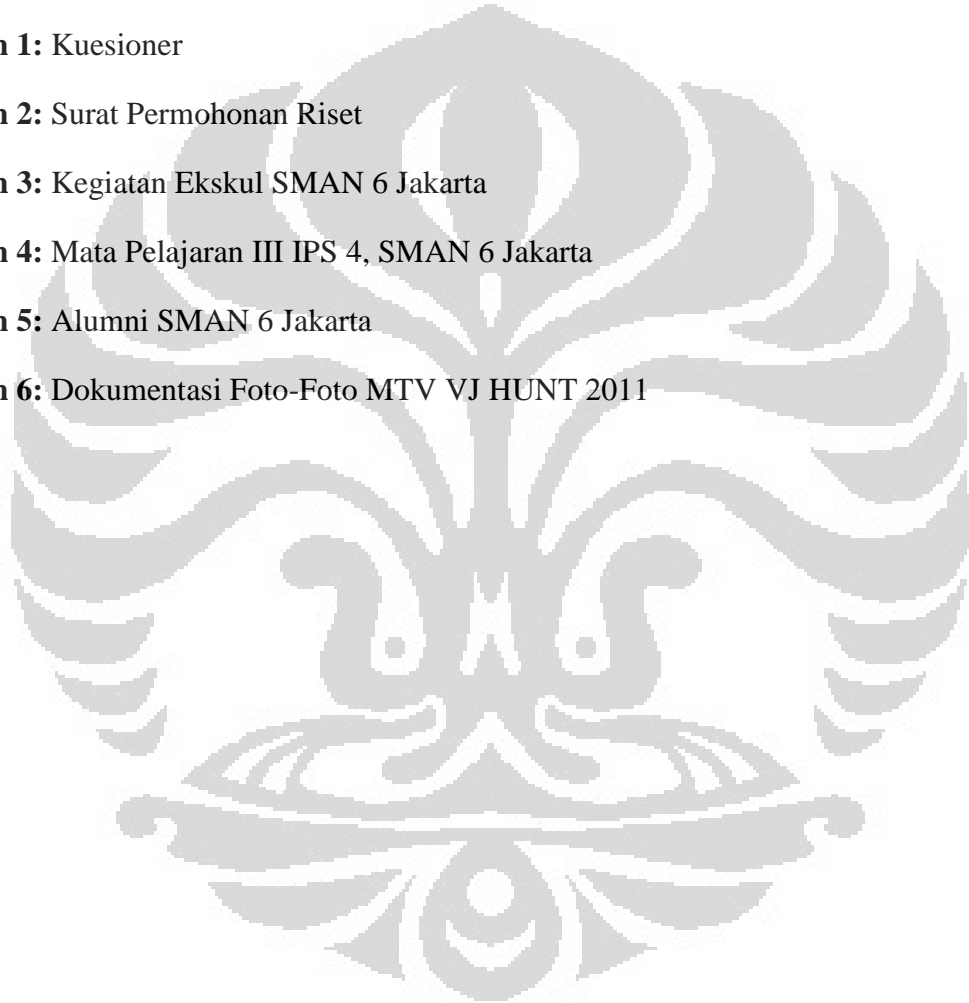 n 1: Kuesioner
n 2: Surat Permohonan Riset
n 3: Kegiatan Ekskul SMAN 6 Jakarta
n 4: Mata Pelajaran III IPS 4, SMAN 6 Jakarta
n 5: Alumni SMAN 6 Jakarta
n 6: Dokumentasi Foto-Foto MTV VJ HUNT 2011